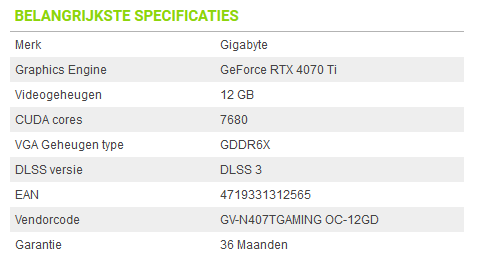 BELANGRIJKSTE SPECIFICATIES
Merk Gigabyte
Graphics Engine GeForce RTX 4070 Ti
Videogeheugen 12 GB
CUDA cores 7680
VGA Geheugen type GDDR6X
DLSS versie DLSS 3
EAN 4719331312565
Vendorcode GV-N407TGAMING OC-12GD
Garantie 36 Maanden